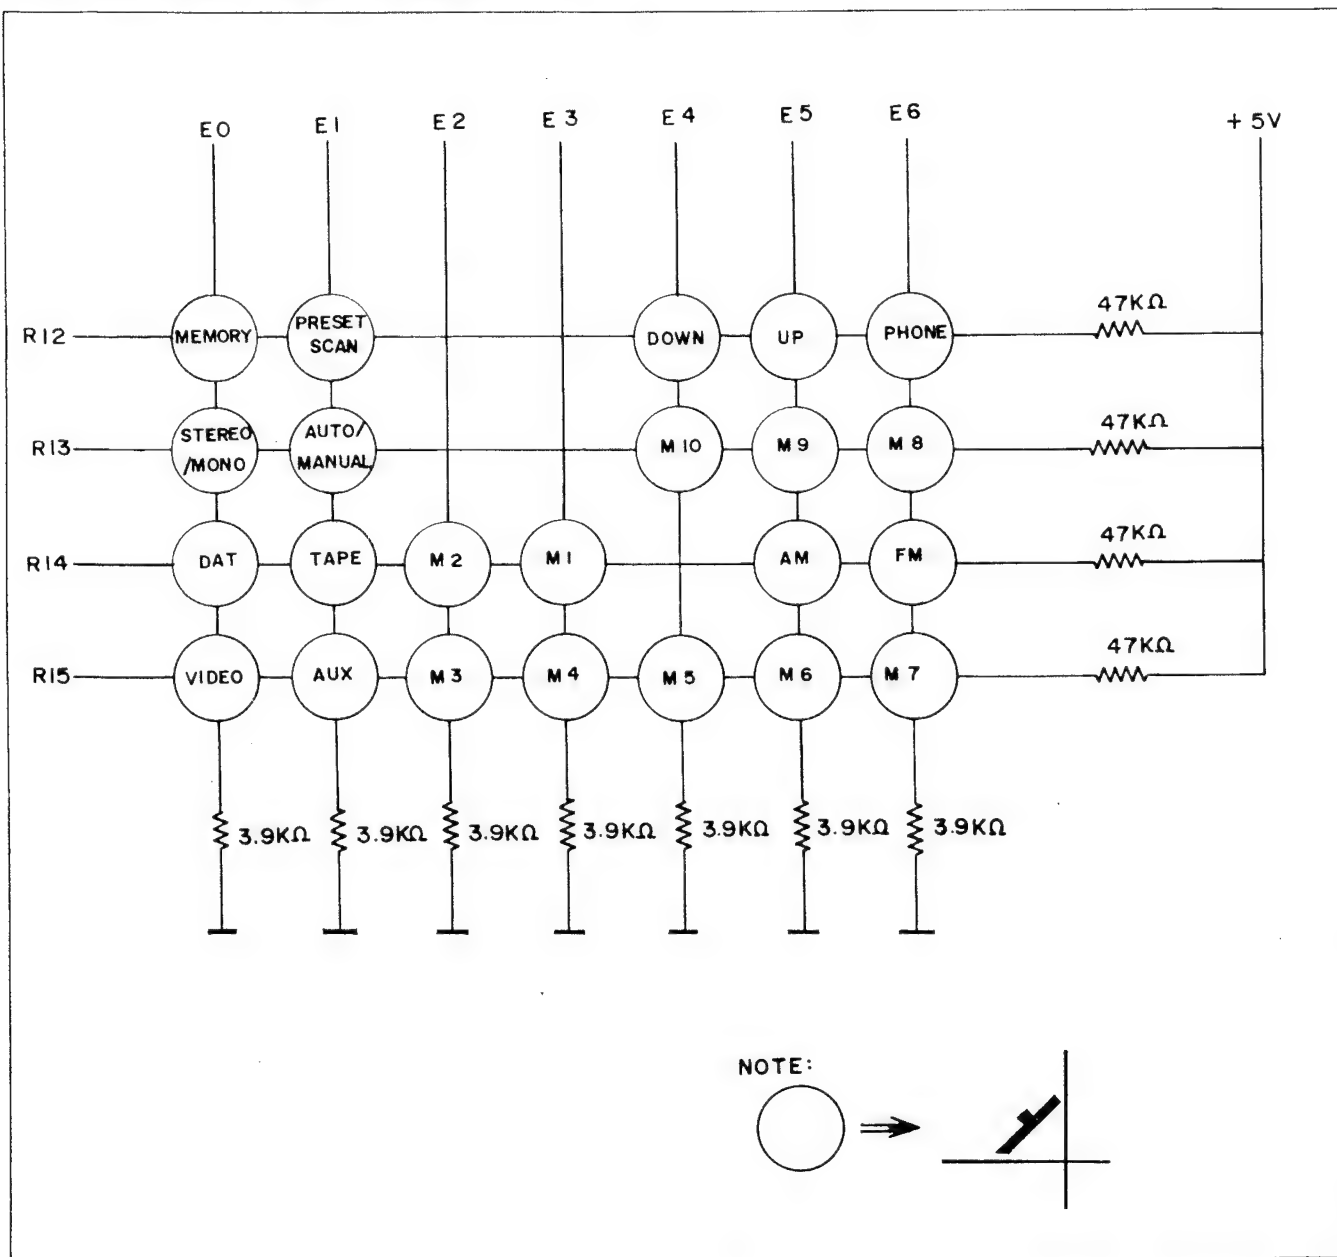 E0 E1 E2 E3 E4 E5 E6 +5V
R12 MEMORY PRESET SCAN DOWN UP PHONE 47KΩ
R13 STEREO/MONO AUTO/MANUAL M10 M9 M8 47KΩ
R14 DAT TAPE M2 M1 AM FM 47KΩ
R15 VIDEO AUX M3 M4 M5 M6 M7 47KΩ
3.9KΩ 3.9KΩ 3.9KΩ 3.9KΩ 3.9KΩ 3.9KΩ 3.9KΩ
NOTE: